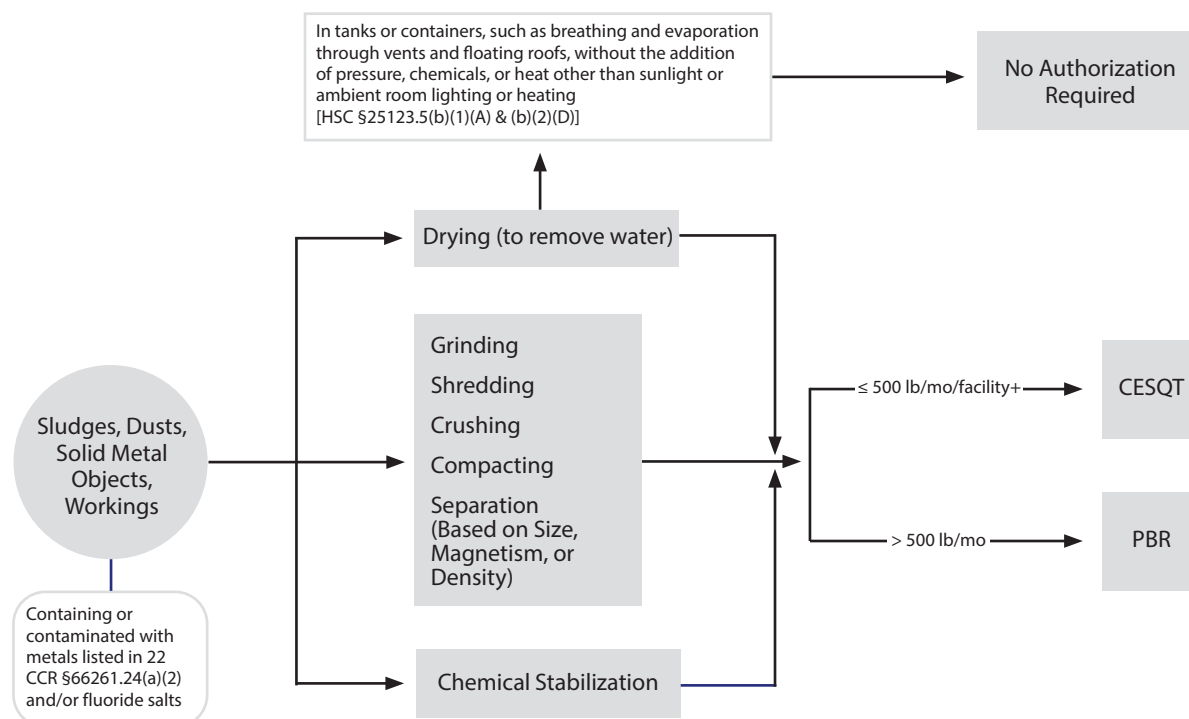 In tanks or containers, such as breathing and evaporation
through vents and floating roofs, without the addition
of pressure, chemicals, or heat other than sunlight or
ambient room lighting or heating
[HSC §25123.5(b)(1)(A) & (b)(2)(D)]
No Authorization
Required
Drying (to remove water)
Grinding
Shredding
Crushing
Compacting
Separation
(Based on Size,
Magnetism, or
Density)
Sludges, Dusts,
Solid Metal
Objects,
Workings
≤ 500 lb/mo/facility+
CESQT
> 500 lb/mo
PBR
Containing or
contaminated with
metals listed in 22
CCR §66261.24(a)(2)
and/or fluoride salts
Chemical Stabilization